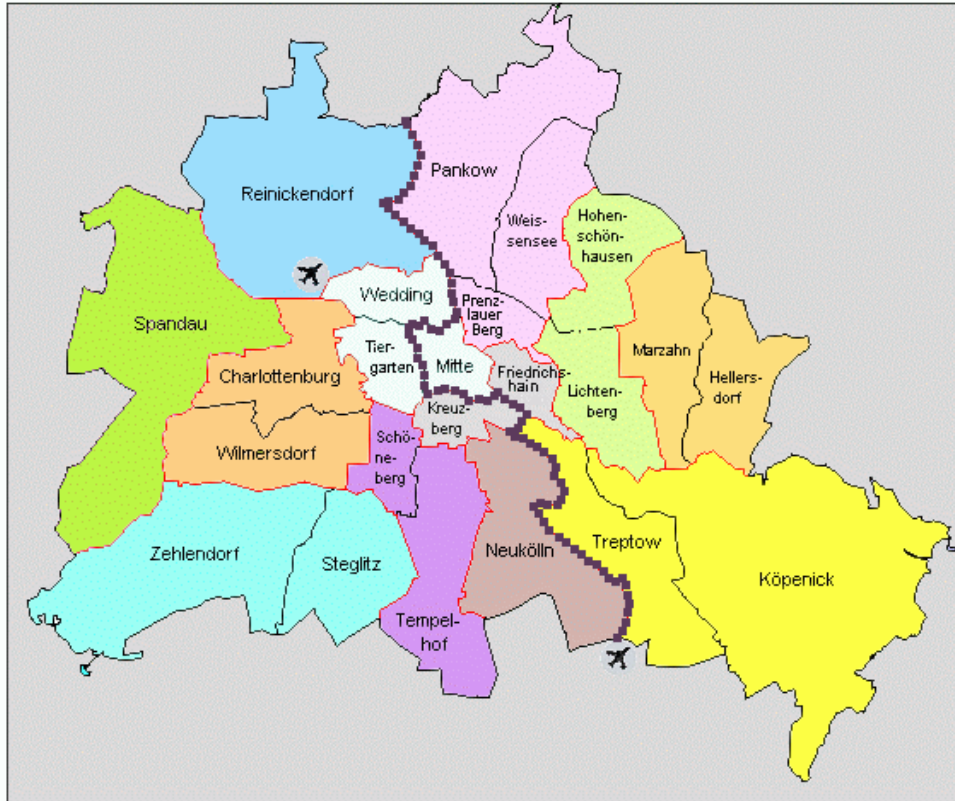 Pankow
Reinickendorf
Weis-
sensee
Hohen-
schön-
hausen
Wedding
Prenz-
lauer
Berg
Spandau
Tier-
garten
Mitte
Friedrichs-
hain
Marzahn
Charlottenburg
Lichten-
berg
Hellers-
dorf
Kreuz-
berg
Wilmersdorf
Schö-
ne-
berg
Zehlendorf
Steglitz
Neukölln
Treptow
Köpenick
Tempel-
hof